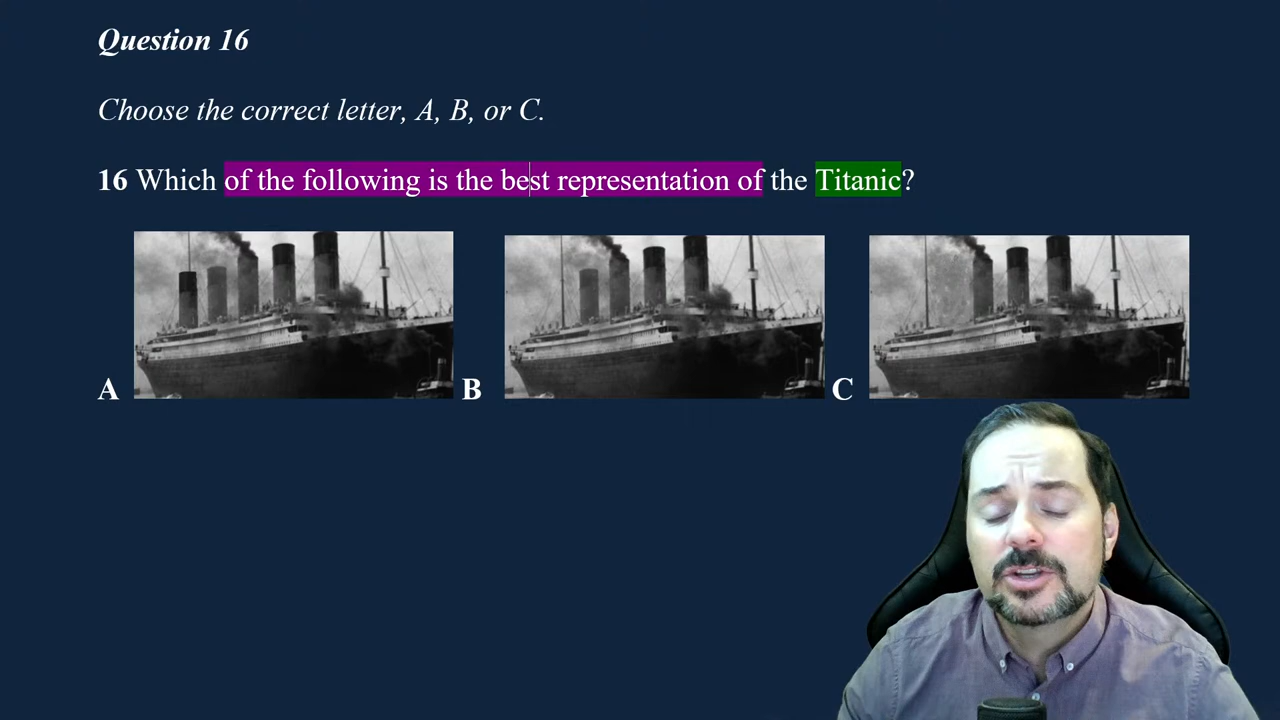 Question 16
Choose the correct letter, A, B, or C.
16 Which of the following is the best representation of the Titanic?
A B C